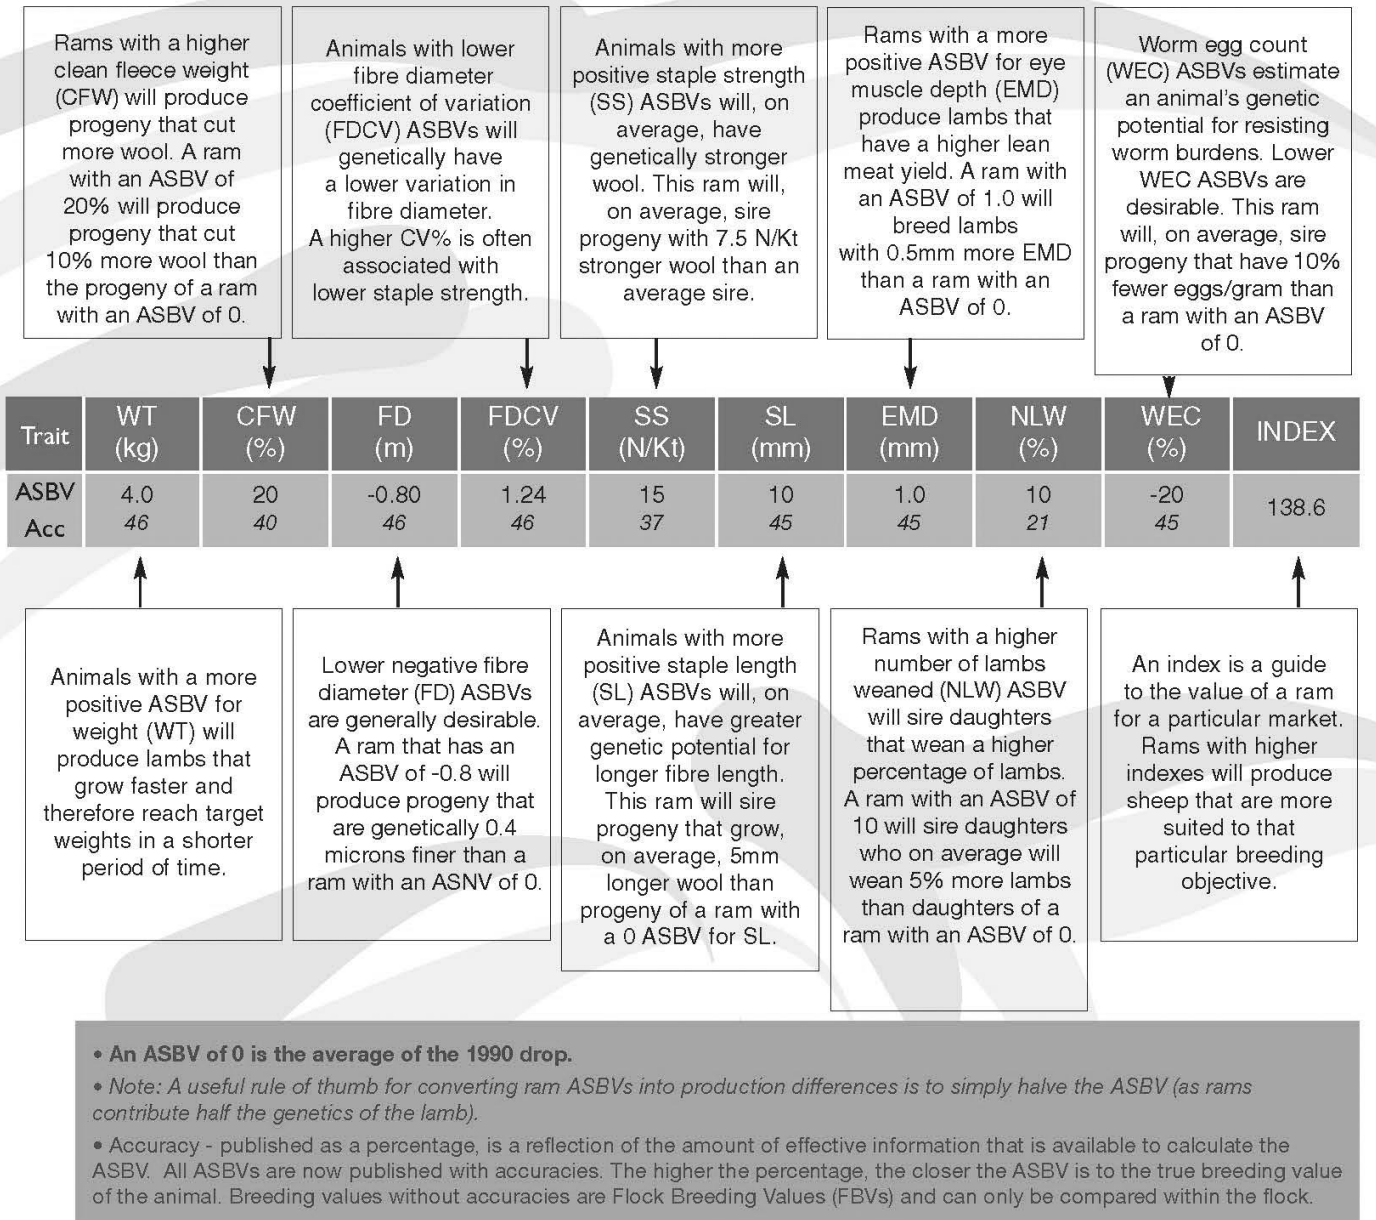 Rams with a higher
clean fleece weight
(CFW) will produce
progeny that cut
more wool. A ram
with an ASBV of
20% will produce
progeny that cut
10% more wool than
the progeny of a ram
with an ASBV of 0.
Animals with lower
fibre diameter
coefficient of variation
(FDCV) ASBVs will
genetically have
a lower variation in
fibre diameter.
A higher CV% is often
associated with
lower staple strength.
Animals with more
positive staple strength
(SS) ASBVs will, on
average, have
genetically stronger
wool. This ram will,
on average, sire
progeny with 7.5 N/Kt
stronger wool than an
average sire.
Rams with a more
positive ASBV for eye
muscle depth (EMD)
produce lambs that
have a higher lean
meat yield. A ram with
an ASBV of 1.0 will
breed lambs
with 0.5mm more EMD
than a ram with an
ASBV of 0.
Worm egg count
(WEC) ASBVs estimate
an animal's genetic
potential for resisting
worm burdens. Lower
WEC ASBVs are
desirable. This ram
will, on average, sire
progeny that have 10%
fewer eggs/gram than
a ram with an ASBV
of 0.
Trait WT (kg) CFW (%) FD (m) FDCV (%) SS (N/Kt) SL (mm) EMD (mm) NLW (%) WEC (%) INDEX
ASBV 4.0 20 -0.80 1.24 15 10 1.0 10 -20 138.6
Acc 46 40 46 46 37 45 45 21 45
Animals with a more
positive ASBV for
weight (WT) will
produce lambs that
grow faster and
therefore reach target
weights in a shorter
period of time.
Lower negative fibre
diameter (FD) ASBVs
are generally desirable.
A ram that has an
ASBV of -0.8 will
produce progeny that
are genetically 0.4
microns finer than a
ram with an ASNV of 0.
Animals with more
positive staple length
(SL) ASBVs will, on
average, have greater
genetic potential for
longer fibre length.
This ram will sire
progeny that grow,
on average, 5mm
longer wool than
progeny of a ram with
a 0 ASBV for SL.
Rams with a higher
number of lambs
weaned (NLW) ASBV
will sire daughters
that wean a higher
percentage of lambs.
A ram with an ASBV of
10 will sire daughters
who on average will
wean 5% more lambs
than daughters of a
ram with an ASBV of 0.
An index is a guide
to the value of a ram
for a particular market.
Rams with higher
indexes will produce
sheep that are more
suited to that
particular breeding
objective.
• An ASBV of 0 is the average of the 1990 drop.
• Note: A useful rule of thumb for converting ram ASBVs into production differences is to simply halve the ASBV (as rams
contribute half the genetics of the lamb).
• Accuracy - published as a percentage, is a reflection of the amount of effective information that is available to calculate the
ASBV. All ASBVs are now published with accuracies. The higher the percentage, the closer the ASBV is to the true breeding value
of the animal. Breeding values without accuracies are Flock Breeding Values (FBVs) and can only be compared within the flock.